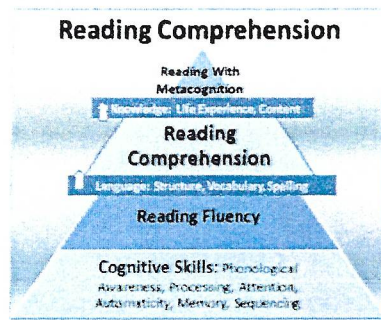 Reading Comprehension
Reading With
Metacognition
Knowledge: Life Experience, Content
Reading
Comprehension
Language: Structure, Vocabulary, Spelling
Reading Fluency
Cognitive Skills: Phonological
Awareness, Processing, Attention,
Automaticity, Memory, Sequencing